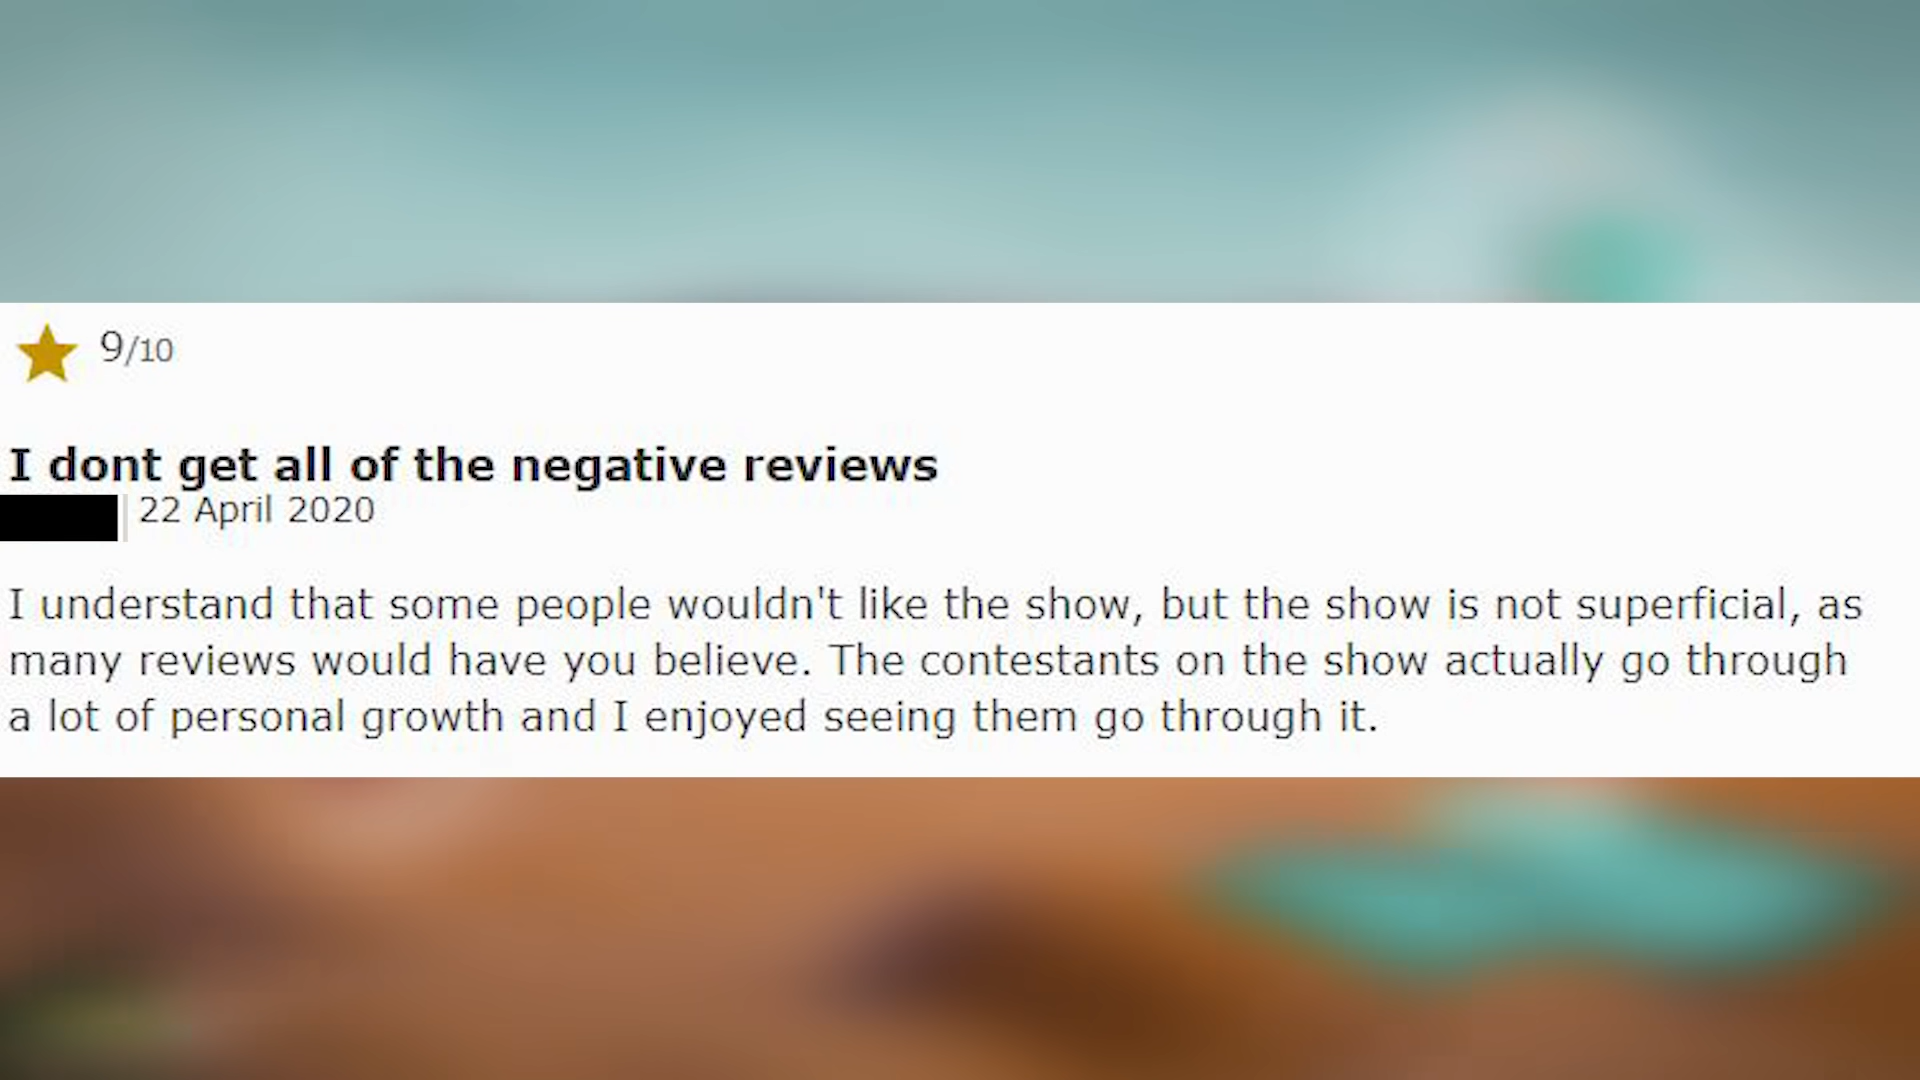 9/10
I dont get all of the negative reviews
22 April 2020
I understand that some people wouldn't like the show, but the show is not superficial, as
many reviews would have you believe. The contestants on the show actually go through
a lot of personal growth and I enjoyed seeing them go through it.